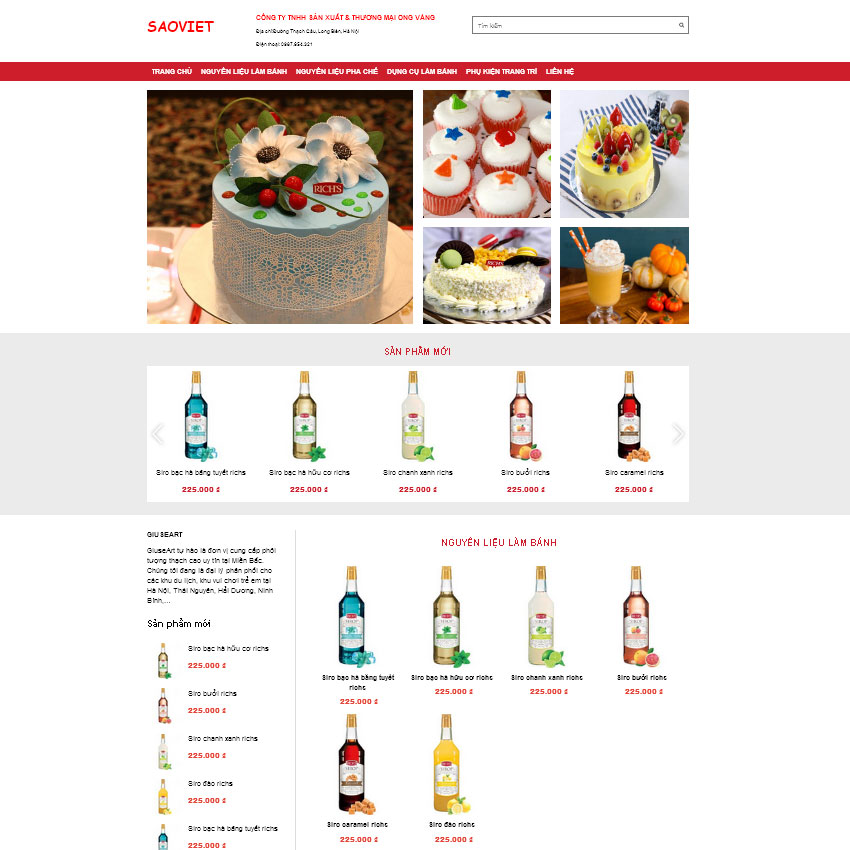 SAOVIET
CÔNG TY TNHH SẢN XUẤT & THƯƠNG MẠI ONG VÀNG
Địa chỉ:Đường Thạch Cầu, Long Biên, Hà Nội
Điện thoại: 0987.654.321
Tìm kiếm
TRANG CHỦ NGUYÊN LIỆU LÀM BÁNH NGUYÊN LIỆU PHA CHẾ DỤNG CỤ LÀM BÁNH PHỤ KIỆN TRANG TRÍ LIÊN HỆ
RICH'S
RICH'S
SẢN PHẨM MỚI
Siro bạc hà băng tuyết richs
Siro bạc hà hữu cơ richs
Siro chanh xanh richs
Siro bưởi richs
Siro caramel richs
225.000 ₫
225.000 ₫
225.000 ₫
225.000 ₫
225.000 ₫
GIUSEART
GiuseArt tự hào là đơn vị cung cấp phôi
tượng thạch cao uy tín tại Miền Bắc.
Chúng tôi đang là đại lý phân phối cho
các khu du lịch, khu vui chơi trẻ em tại
Hà Nội, Thái Nguyên, Hải Dương, Ninh
Bình,...
Sản phẩm mới
Siro bạc hà hữu cơ richs
225.000 ₫
Siro bưởi richs
225.000 ₫
Siro chanh xanh richs
225.000 ₫
Siro đào richs
225.000 ₫
Siro bạc hà băng tuyết richs
225.000 ₫
NGUYÊN LIỆU LÀM BÁNH
Siro bạc hà băng tuyết
richs
225.000 ₫
Siro bạc hà hữu cơ richs
225.000 ₫
Siro chanh xanh richs
225.000 ₫
Siro bưởi richs
225.000 ₫
Siro caramel richs
225.000 ₫
Siro đào richs
225.000 ₫